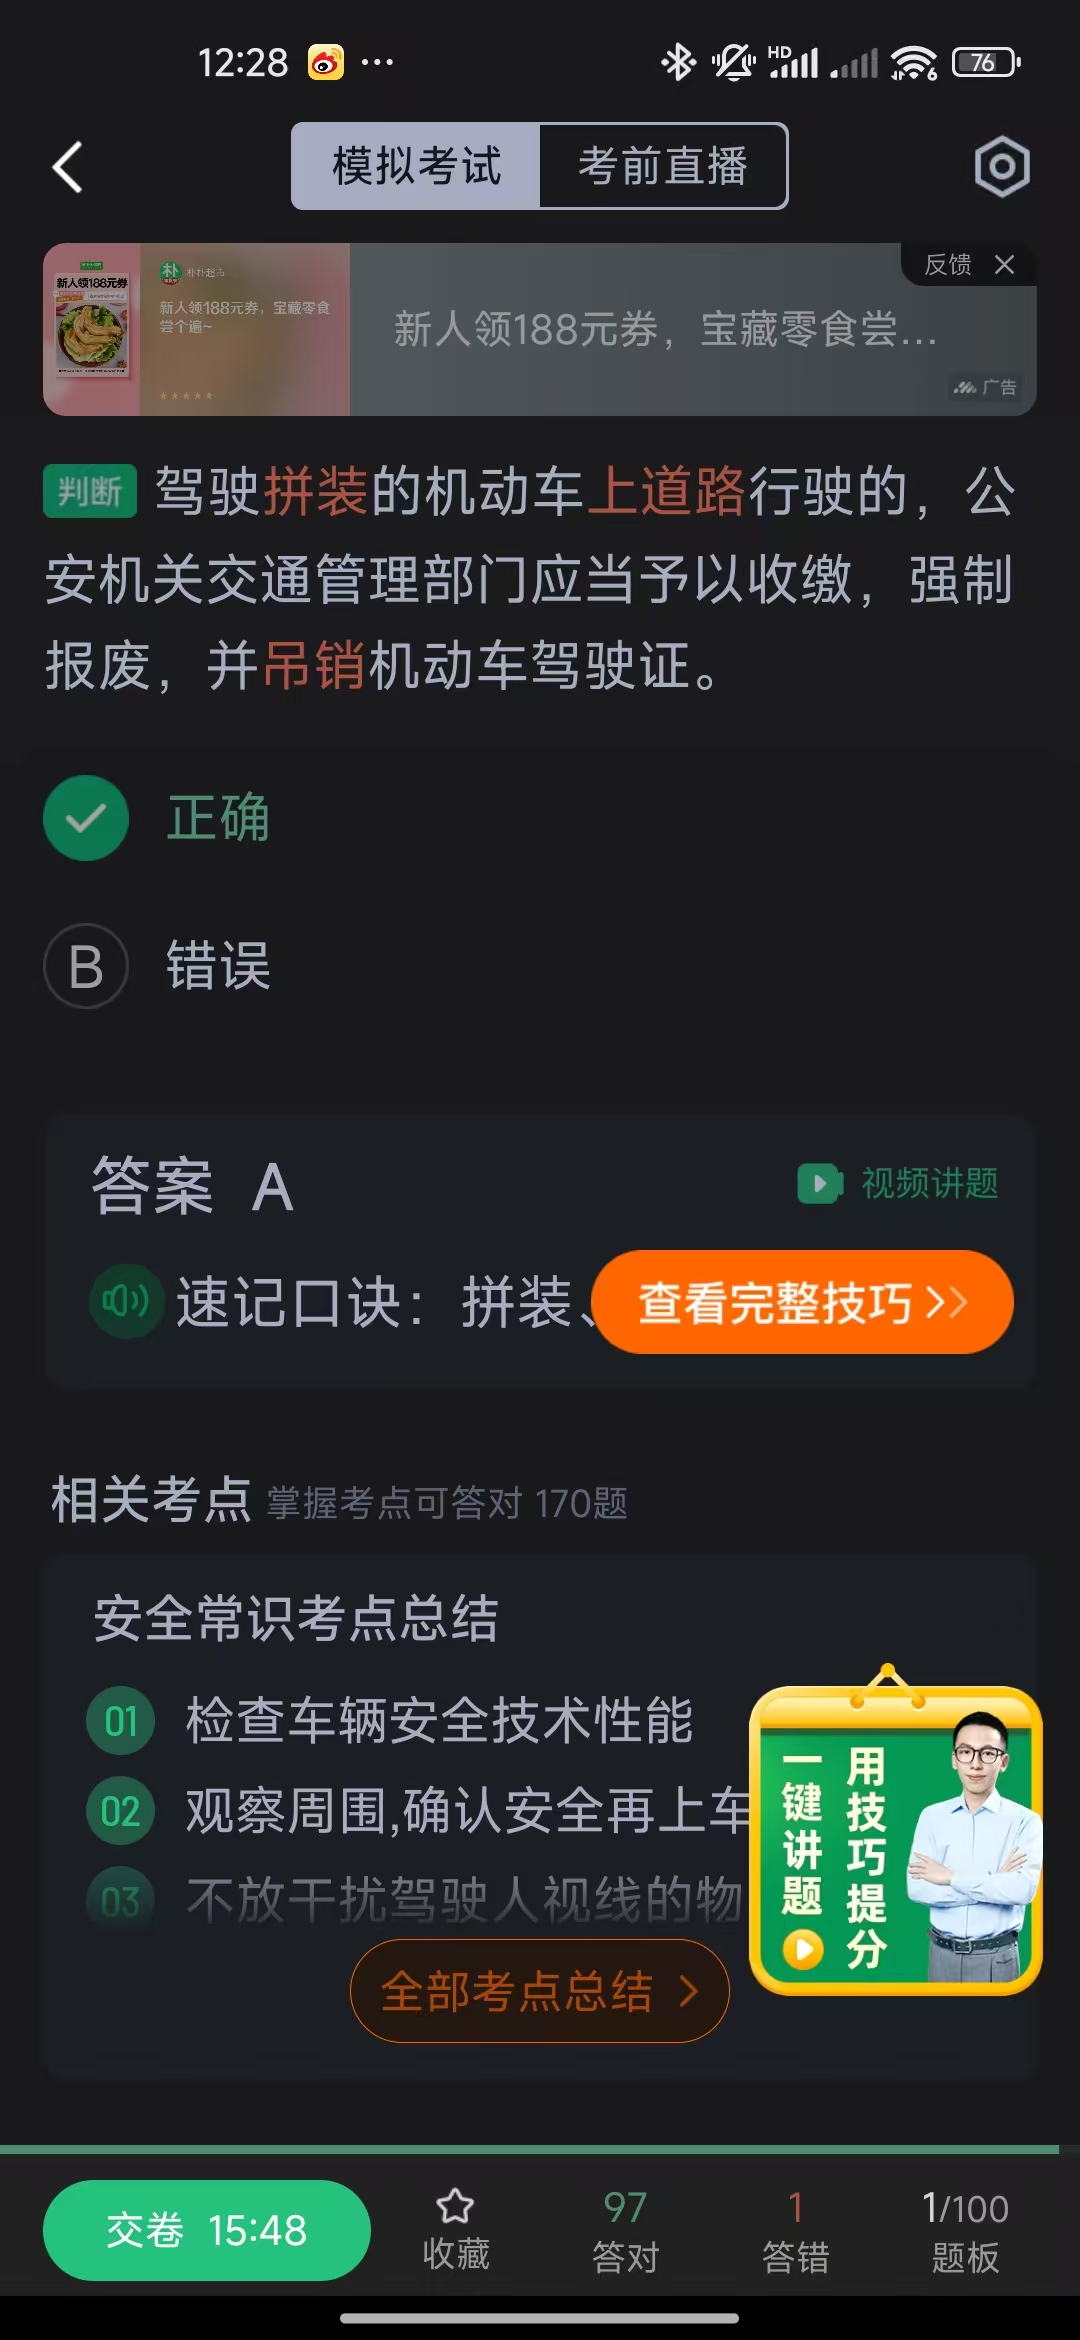 12:28
HD
6
76
模拟考试
考前直播
新人领188元券
朴
朴朴超市
新人领188元券，宝藏零食
尝个遍~
新人领188元券，宝藏零食尝...
反馈
广告
判断 驾驶拼装的机动车上道路行驶的，公
安机关交通管理部门应当予以收缴，强制
报废，并吊销机动车驾驶证。
正确
B 错误
答案 A
视频讲题
速记口诀：拼装、
查看完整技巧
相关考点 掌握考点可答对 170题
安全常识考点总结
01 检查车辆安全技术性能
02 观察周围,确认安全再上车
03 不放干扰驾驶人视线的物
用技巧提分
一键讲题
全部考点总结
交卷 15:48
收藏
97
答对
1
答错
1/100
题板